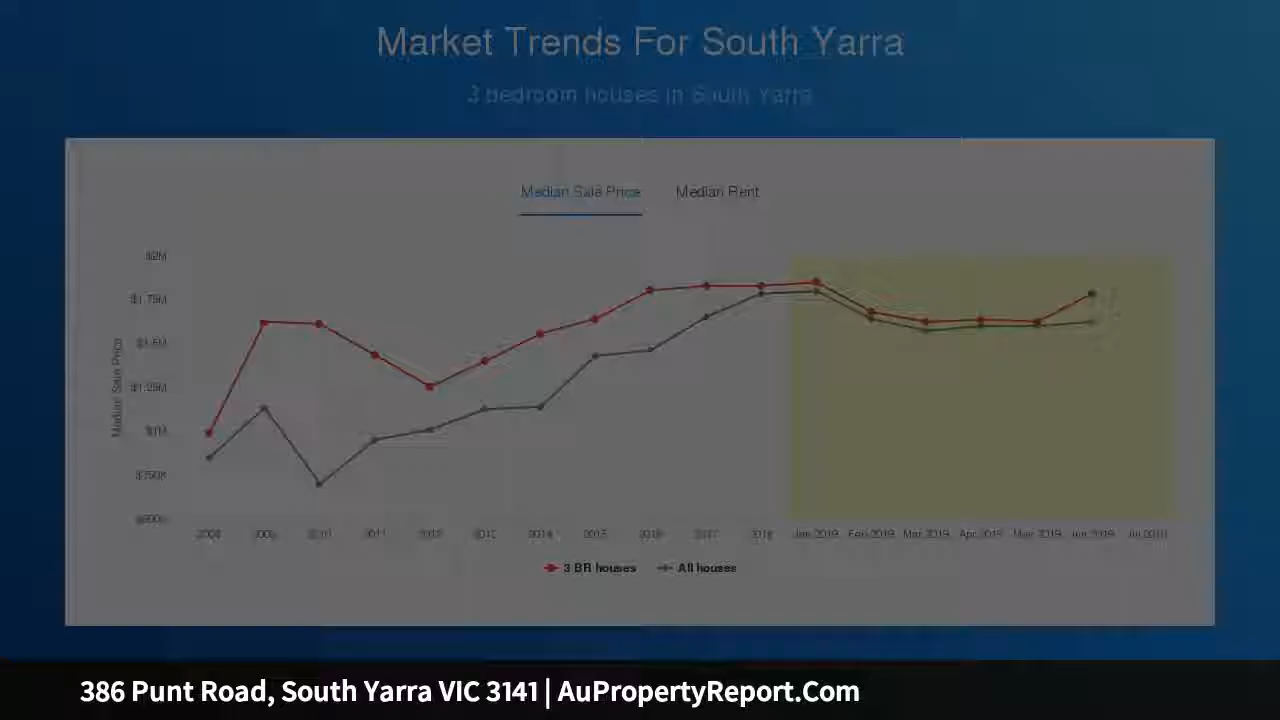 Market Trends For South Yarra
3 bedroom houses in South Yarra
Median Sale Price Median Rent
$2M
$1.75M
$1.5M
$1.25M
$1M
$750K
$500K
Median Sale Price
2008 2009 2010 2011 2012 2013 2014 2015 2016 2017 2018 Jan 2019 Feb 2019 Mar 2019 Apr 2019 May 2019 Jun 2019 Jul 2019
3 BR houses All houses
386 Punt Road, South Yarra VIC 3141 | AuPropertyReport.Com